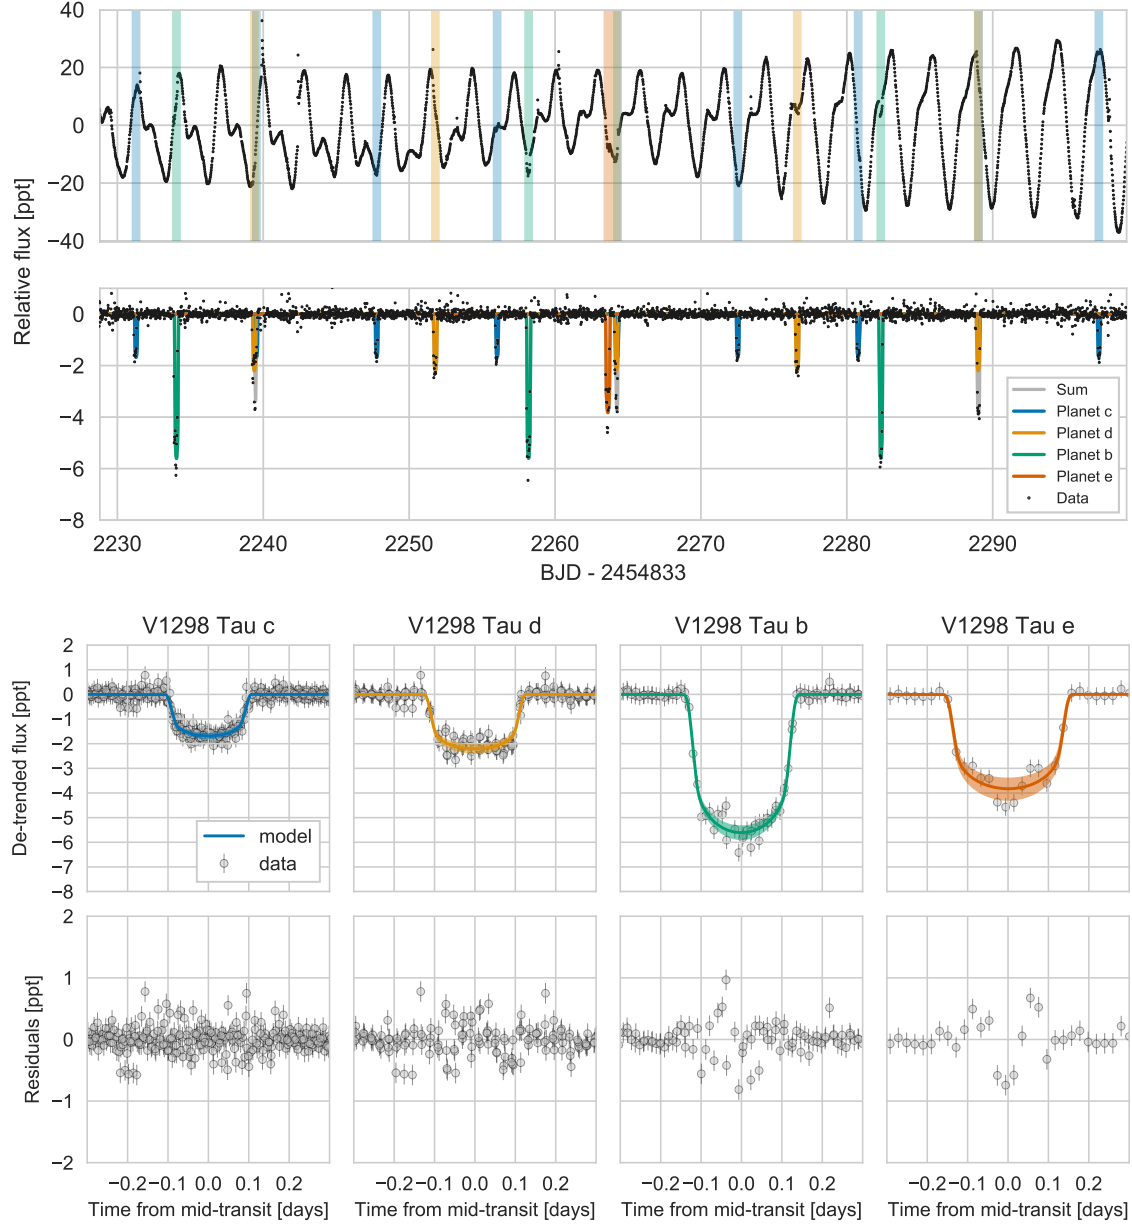 40
20
0
−20
−40
Relative flux [ppt]
0
−2
−4
−6
−8
Sum
Planet c
Planet d
Planet b
Planet e
Data
2230 2240 2250 2260 2270 2280 2290
BJD - 2454833
V1298 Tau c V1298 Tau d V1298 Tau b V1298 Tau e
2
1
0
−1
−2
−3
−4
−5
−6
−7
−8
De-trended flux [ppt]
model
data
2
1
0
−1
−2
Residuals [ppt]
−0.2 −0.1 0.0 0.1 0.2 −0.2 −0.1 0.0 0.1 0.2 −0.2 −0.1 0.0 0.1 0.2 −0.2 −0.1 0.0 0.1 0.2
Time from mid-transit [days] Time from mid-transit [days] Time from mid-transit [days] Time from mid-transit [days]